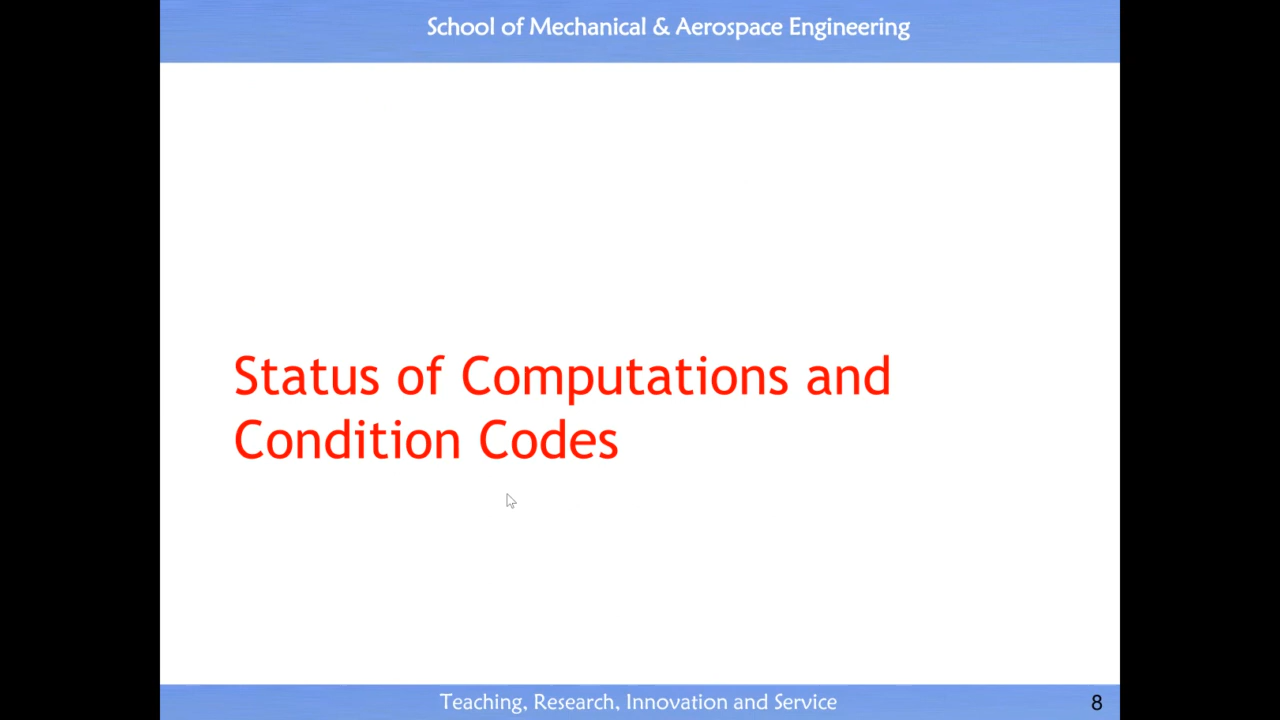 School of Mechanical & Aerospace Engineering
Status of Computations and
Condition Codes
Teaching, Research, Innovation and Service
8